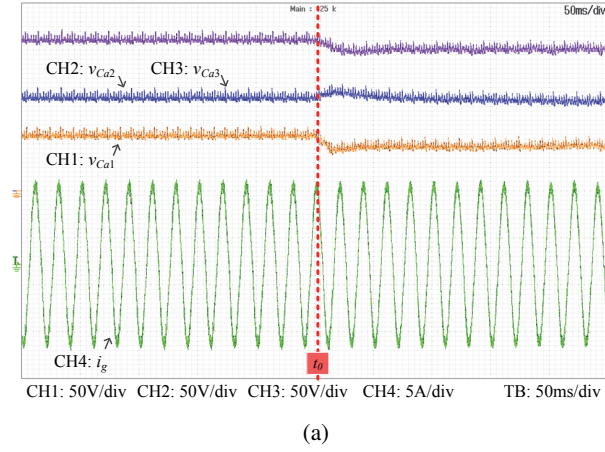 Main : 125 k
50ms/div
CH2: vCa2 CH3: vCa3
CH1: vCa1
CH4: ig
t0
CH1: 50V/div CH2: 50V/div CH3: 50V/div CH4: 5A/div TB: 50ms/div
(a)